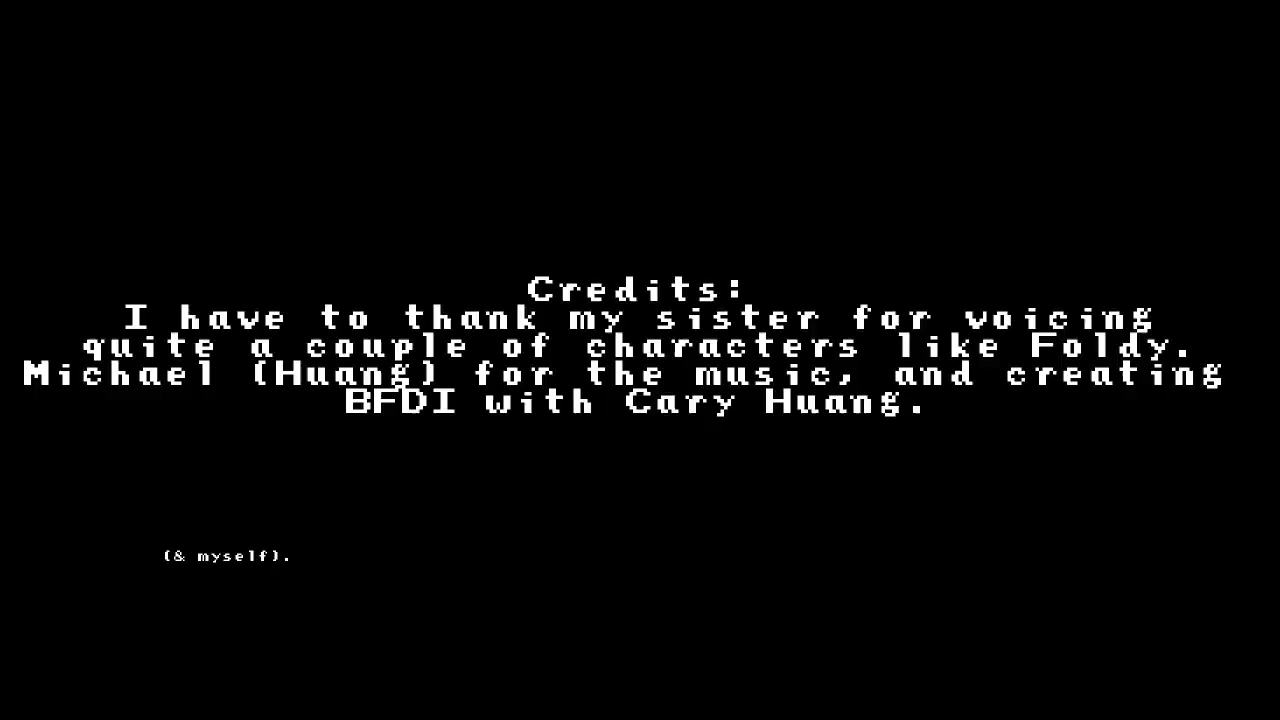 Credits:
I have to thank my sister for voicing
quite a couple of characters like Foldy.
Michael (Huang) for the music, and creating
BFDI with Cary Huang.
(& myself).